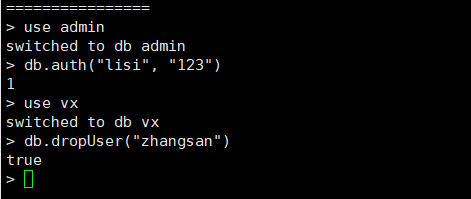 ================
> use admin
switched to db admin
> db.auth("lisi", "123")
1
> use vx
switched to db vx
> db.dropUser("zhangsan")
true
>